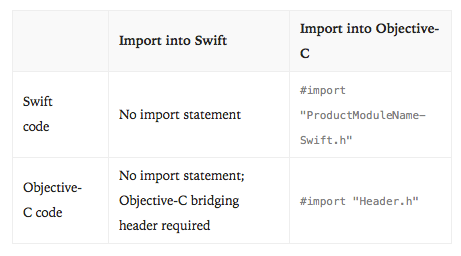 Import into Swift
Import into Objective-
C
Swift
code
No import statement
#import
"ProductModuleName-
Swift.h"
Objective-
C code
No import statement;
Objective-C bridging
header required
#import "Header.h"